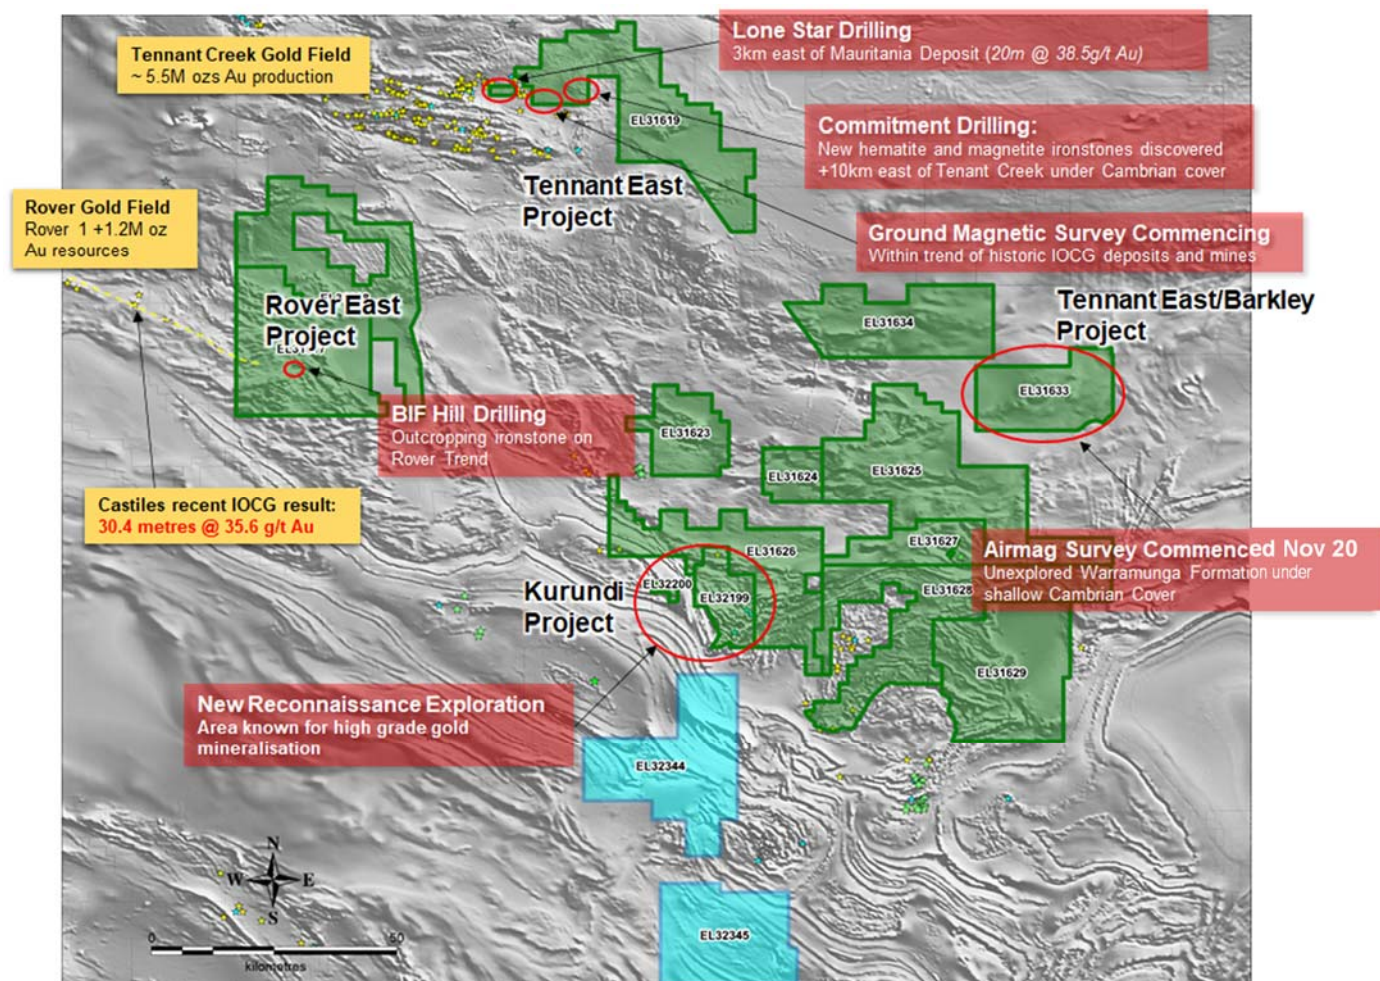 Lone Star Drilling
3km east of Mauritania Deposit (20m @ 38.5g/t Au)
Tennant Creek Gold Field
~ 5.5M ozs Au production
EL31619
Commitment Drilling:
New hematite and magnetite ironstones discovered
+10km east of Tenant Creek under Cambrian cover
Tennant East
Project
Rover Gold Field
Rover 1 +1.2M oz
Au resources
Ground Magnetic Survey Commencing
Within trend of historic IOCG deposits and mines
Rover East
Project
Tennant East/Barkley
Project
EL31634
EL31633
BIF Hill Drilling
Outcropping ironstone on
Rover Trend
EL31623
EL31624
EL31625
Castiles recent IOCG result:
30.4 metres @ 35.6 g/t Au
EL31626
EL31627
Airmag Survey Commenced Nov 20
Unexplored Warramunga Formation under
shallow Cambrian Cover
EL32200
EL32199
EL31628
Kurundi
Project
EL31629
New Reconnaissance Exploration
Area known for high grade gold
mineralisation
EL32344
EL32345
N
W E
S
0 50
kilometres